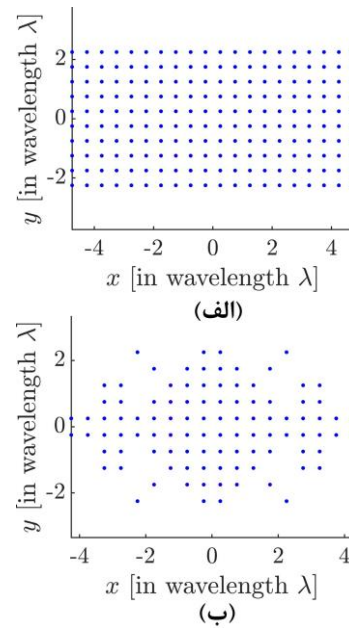 2
0
-2
y [in wavelength λ]
-4
-2
0
2
4
x [in wavelength λ]
(الف)
2
0
-2
y [in wavelength λ]
-4
-2
0
2
4
x [in wavelength λ]
(ب)